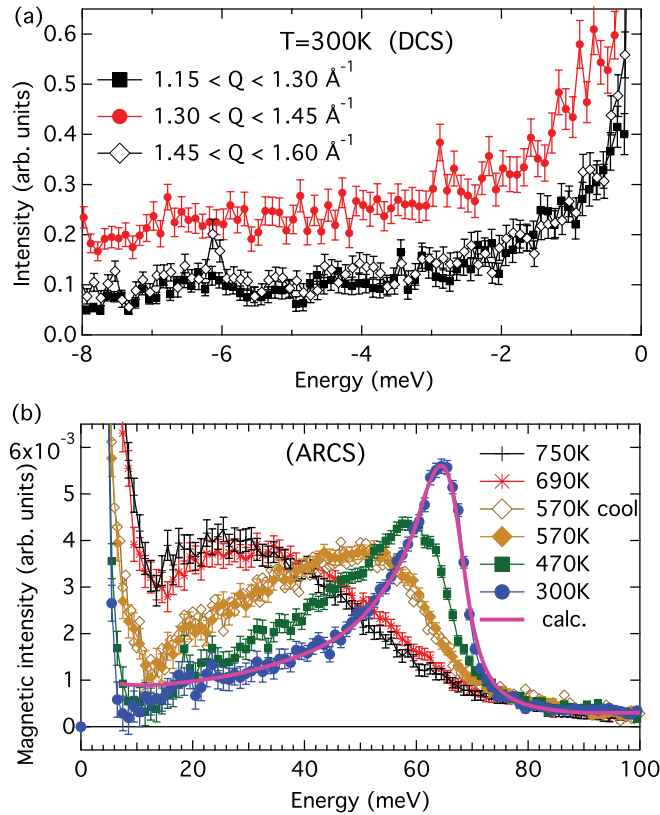 (a)
T=300K (DCS)
1.15 < Q < 1.30 Å⁻¹
1.30 < Q < 1.45 Å⁻¹
1.45 < Q < 1.60 Å⁻¹
Intensity (arb. units)
0.6
0.5
0.4
0.3
0.2
0.1
0.0
-8 -6 -4 -2 0
Energy (meV)
(b)
(ARCS)
750K
690K
570K cool
570K
470K
300K
calc.
Magnetic intensity (arb. units)
6x10⁻³
5
4
3
2
1
0
0 20 40 60 80 100
Energy (meV)